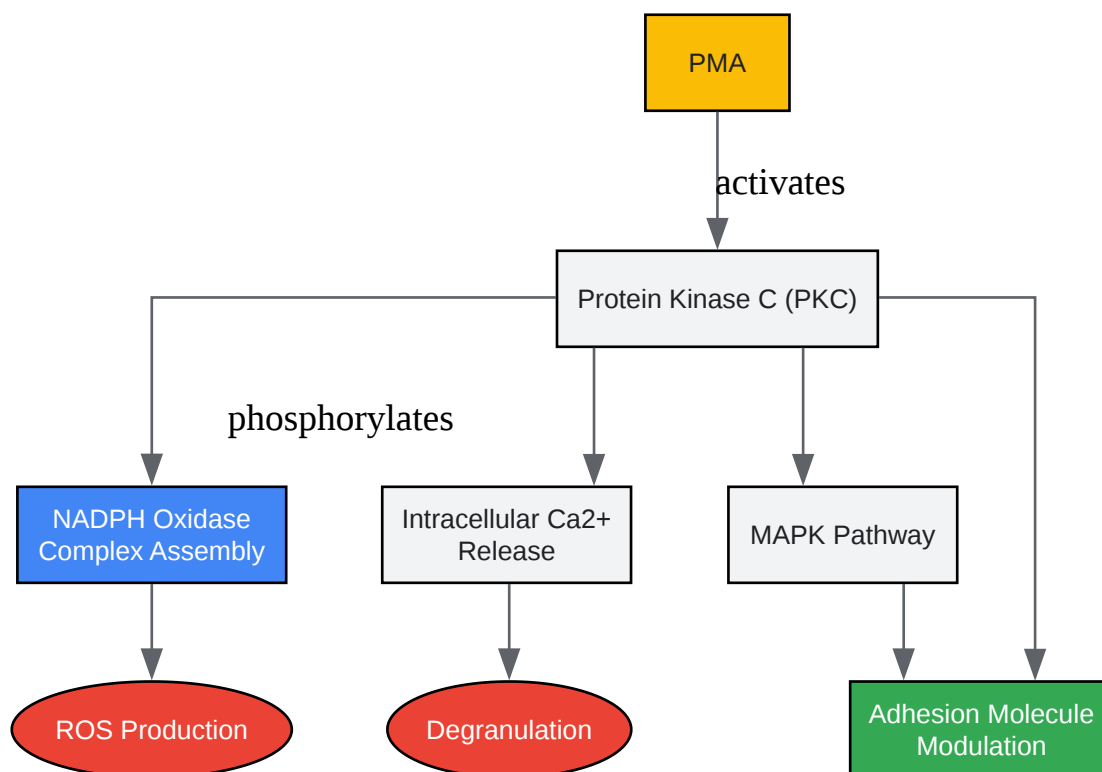 PMA
activates
Protein Kinase C (PKC)
phosphorylates
NADPH Oxidase
Complex Assembly
Intracellular Ca2+
Release
MAPK Pathway
ROS Production
Degranulation
Adhesion Molecule
Modulation